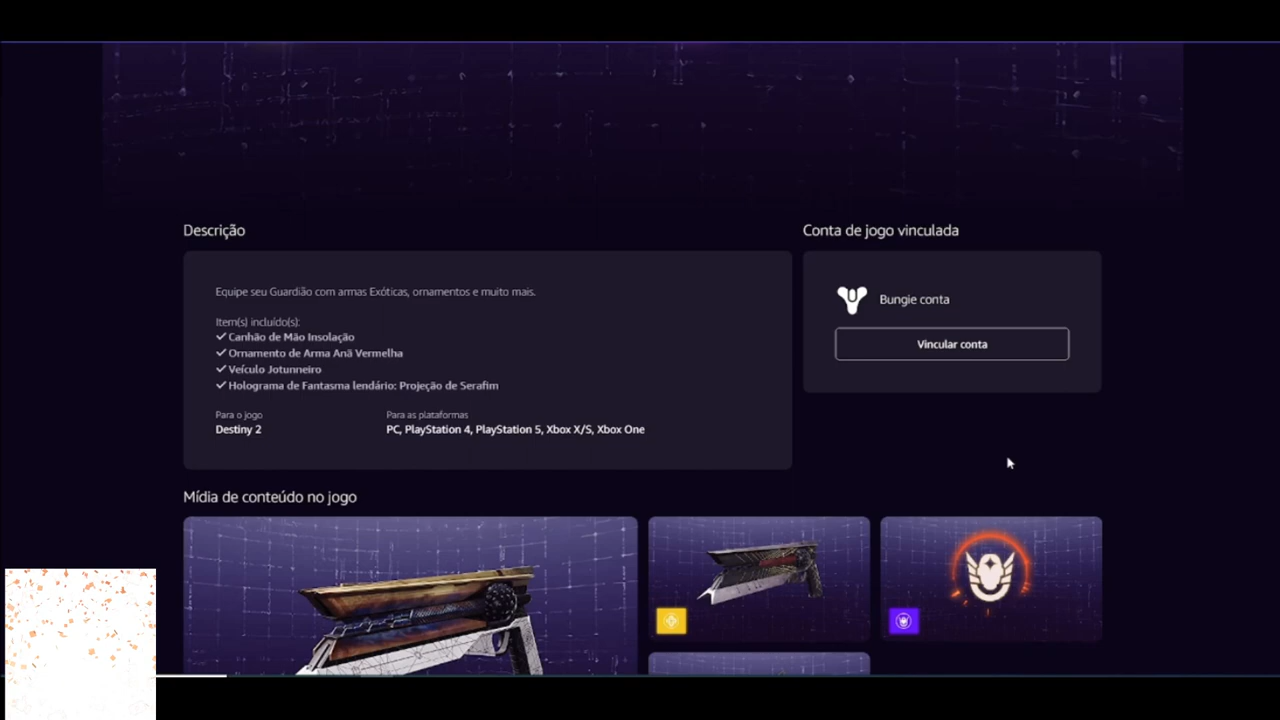 Descrição
Conta de jogo vinculada
Equipe seu Guardião com armas Exóticas, ornamentos e muito mais.
Item(s) incluído(s):
Canhão de Mão Insolação
Ornamento de Arma Anã Vermelha
Veículo Jotunneiro
Holograma de Fantasma lendário: Projeção de Serafim
Para o jogo
Destiny 2
Para as plataformas
PC, PlayStation 4, PlayStation 5, Xbox X/S, Xbox One
Bungie conta
Vincular conta
Mídia de conteúdo no jogo